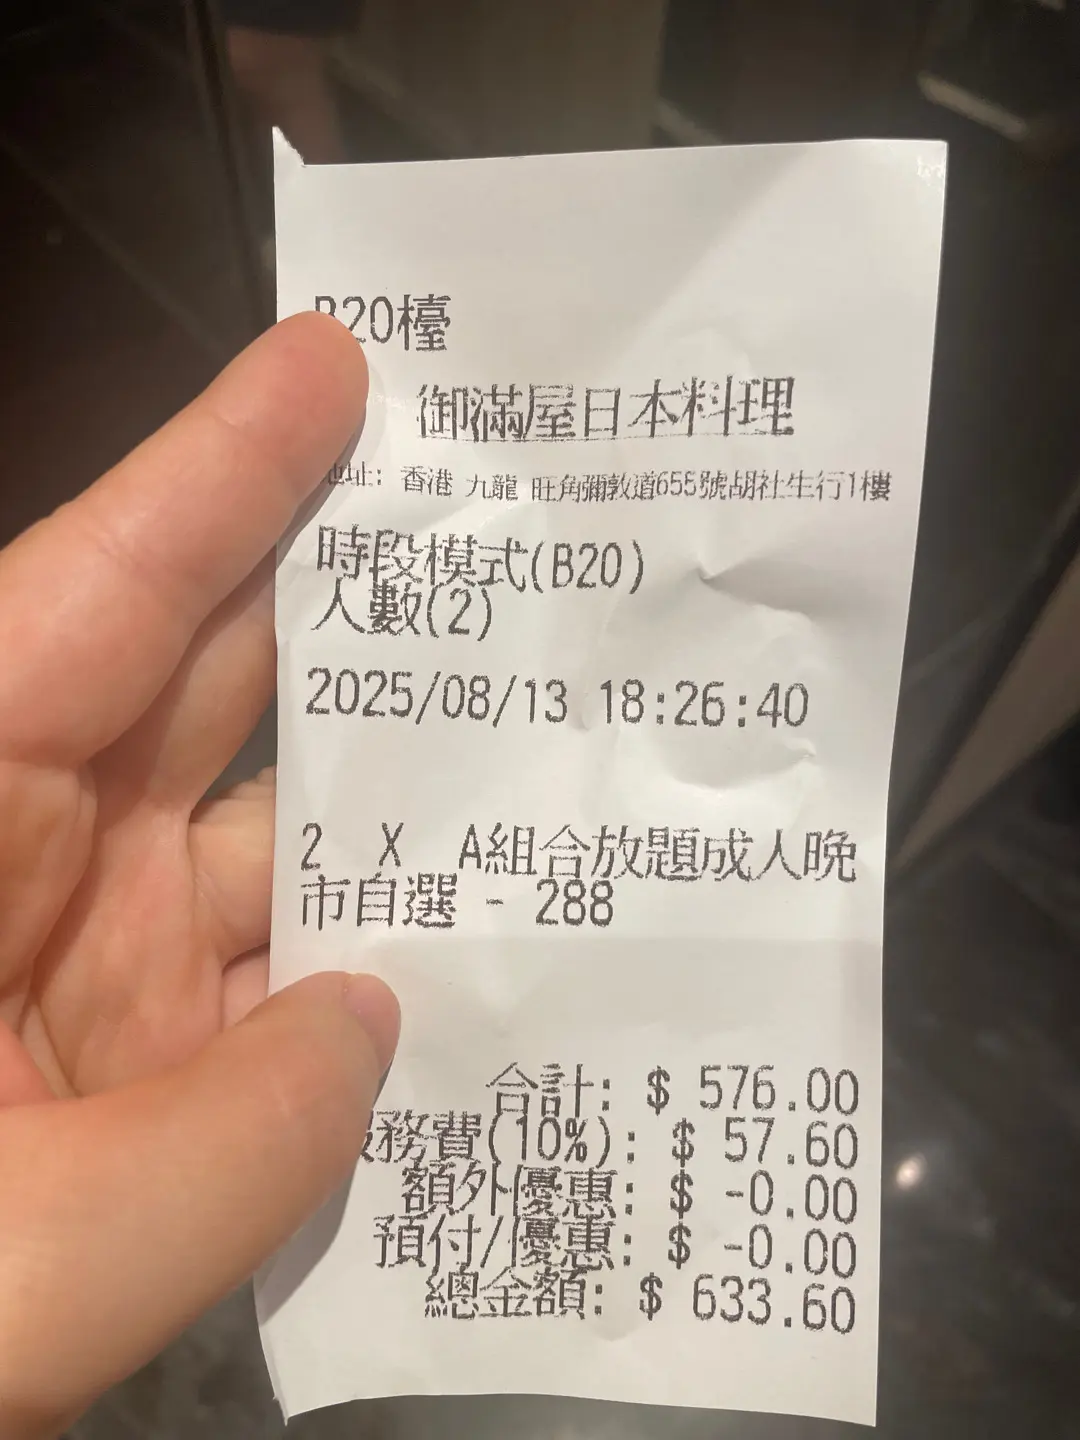 B20檯
御滿屋日本料理
地址: 香港 九龍 旺角彌敦道655號胡社生行1樓
時段模式(B20)
人數(2)
2025/08/13 18:26:40
2 X A組合放題成人晚
市自選 - 288
合計: $ 576.00
服務費(10%): $ 57.60
額外優惠: $ -0.00
預付/優惠: $ -0.00
總金額: $ 633.60